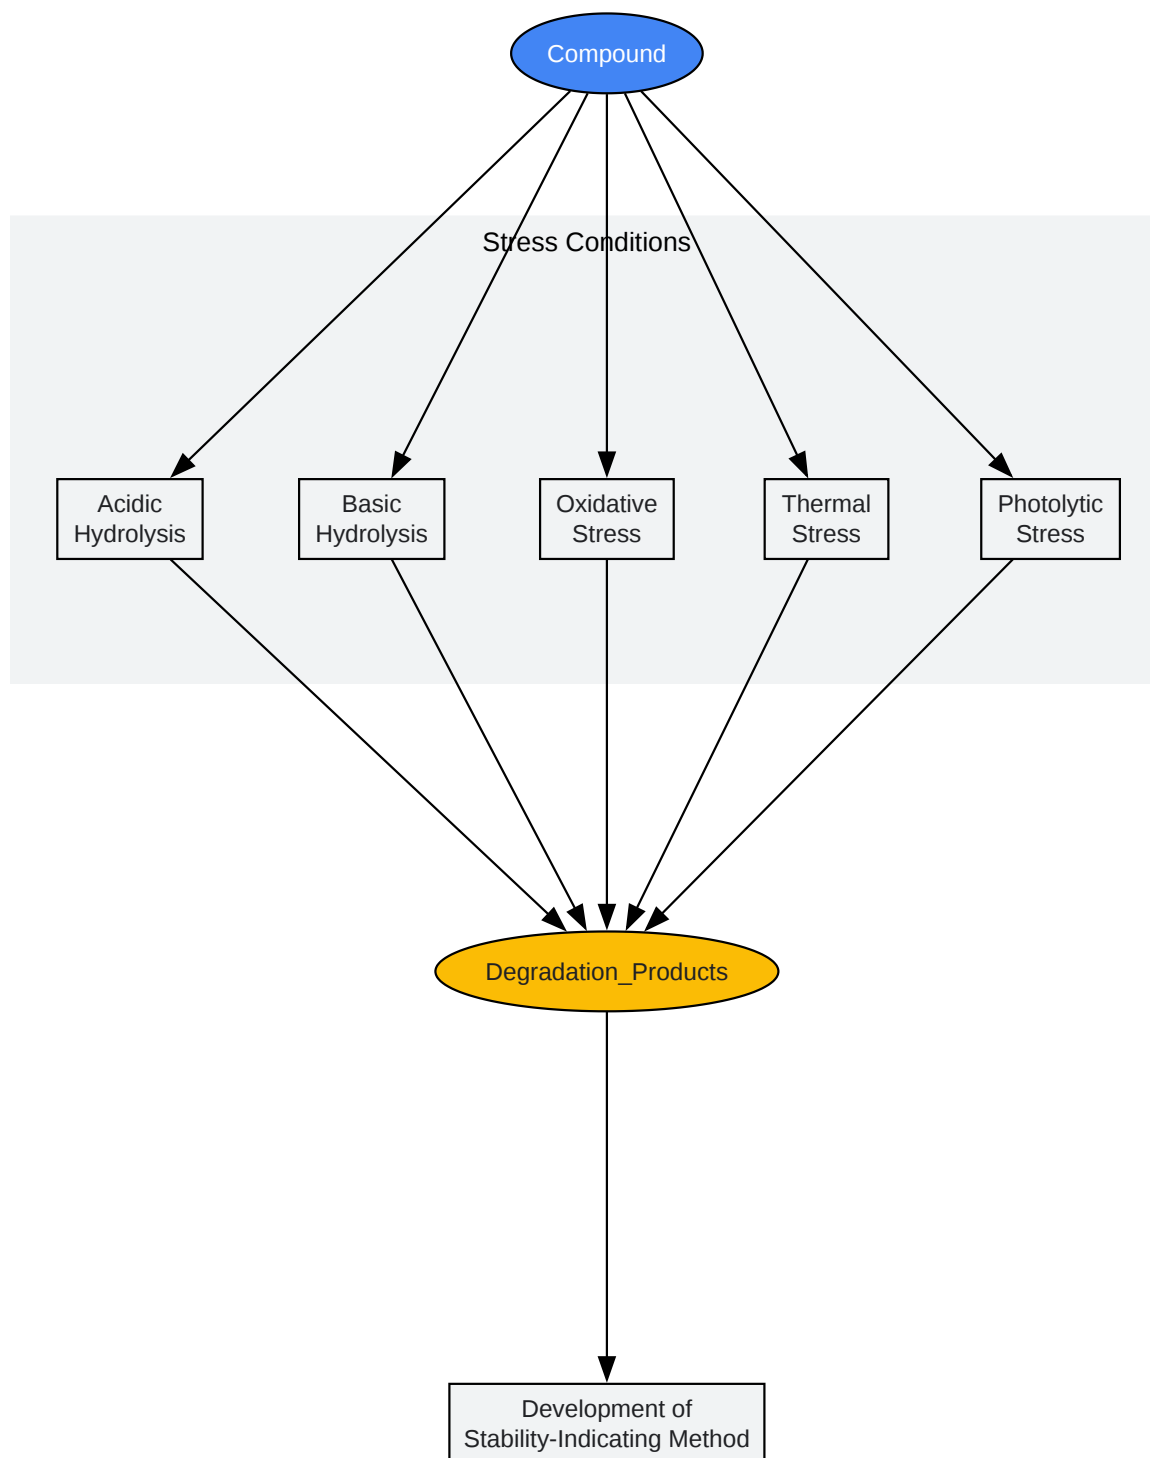 Compound
Stress Conditions
Acidic
Hydrolysis
Basic
Hydrolysis
Oxidative
Stress
Thermal
Stress
Photolytic
Stress
Degradation_Products
Development of
Stability-Indicating Method